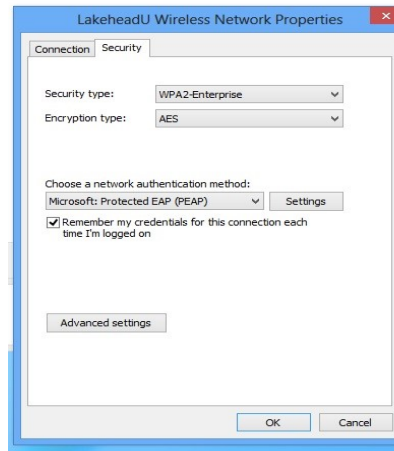 LakeheadU Wireless Network Properties
Connection Security
Security type: WPA2-Enterprise
Encryption type: AES
Choose a network authentication method:
Microsoft: Protected EAP (PEAP) Settings
Remember my credentials for this connection each
time I'm logged on
Advanced settings
OK Cancel